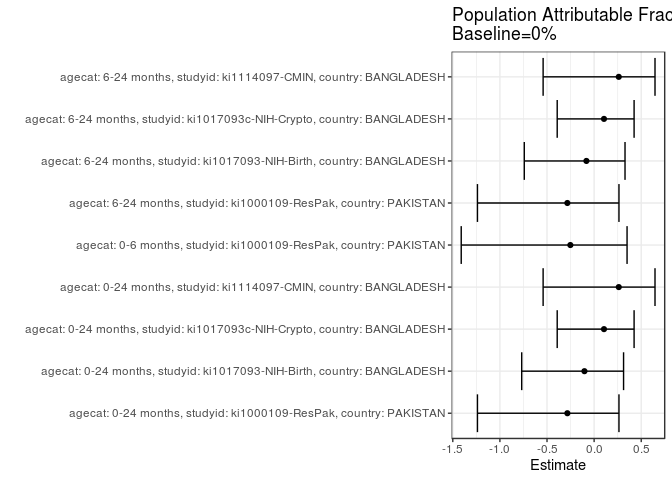 Population Attributable Frac
Baseline=0%
agecat: 6-24 months, studyid: ki1114097-CMIN, country: BANGLADESH
agecat: 6-24 months, studyid: ki1017093c-NIH-Crypto, country: BANGLADESH
agecat: 6-24 months, studyid: ki1017093-NIH-Birth, country: BANGLADESH
agecat: 6-24 months, studyid: ki1000109-ResPak, country: PAKISTAN
agecat: 0-6 months, studyid: ki1000109-ResPak, country: PAKISTAN
agecat: 0-24 months, studyid: ki1114097-CMIN, country: BANGLADESH
agecat: 0-24 months, studyid: ki1017093c-NIH-Crypto, country: BANGLADESH
agecat: 0-24 months, studyid: ki1017093-NIH-Birth, country: BANGLADESH
agecat: 0-24 months, studyid: ki1000109-ResPak, country: PAKISTAN
-1.5 -1.0 -0.5 0.0 0.5
Estimate